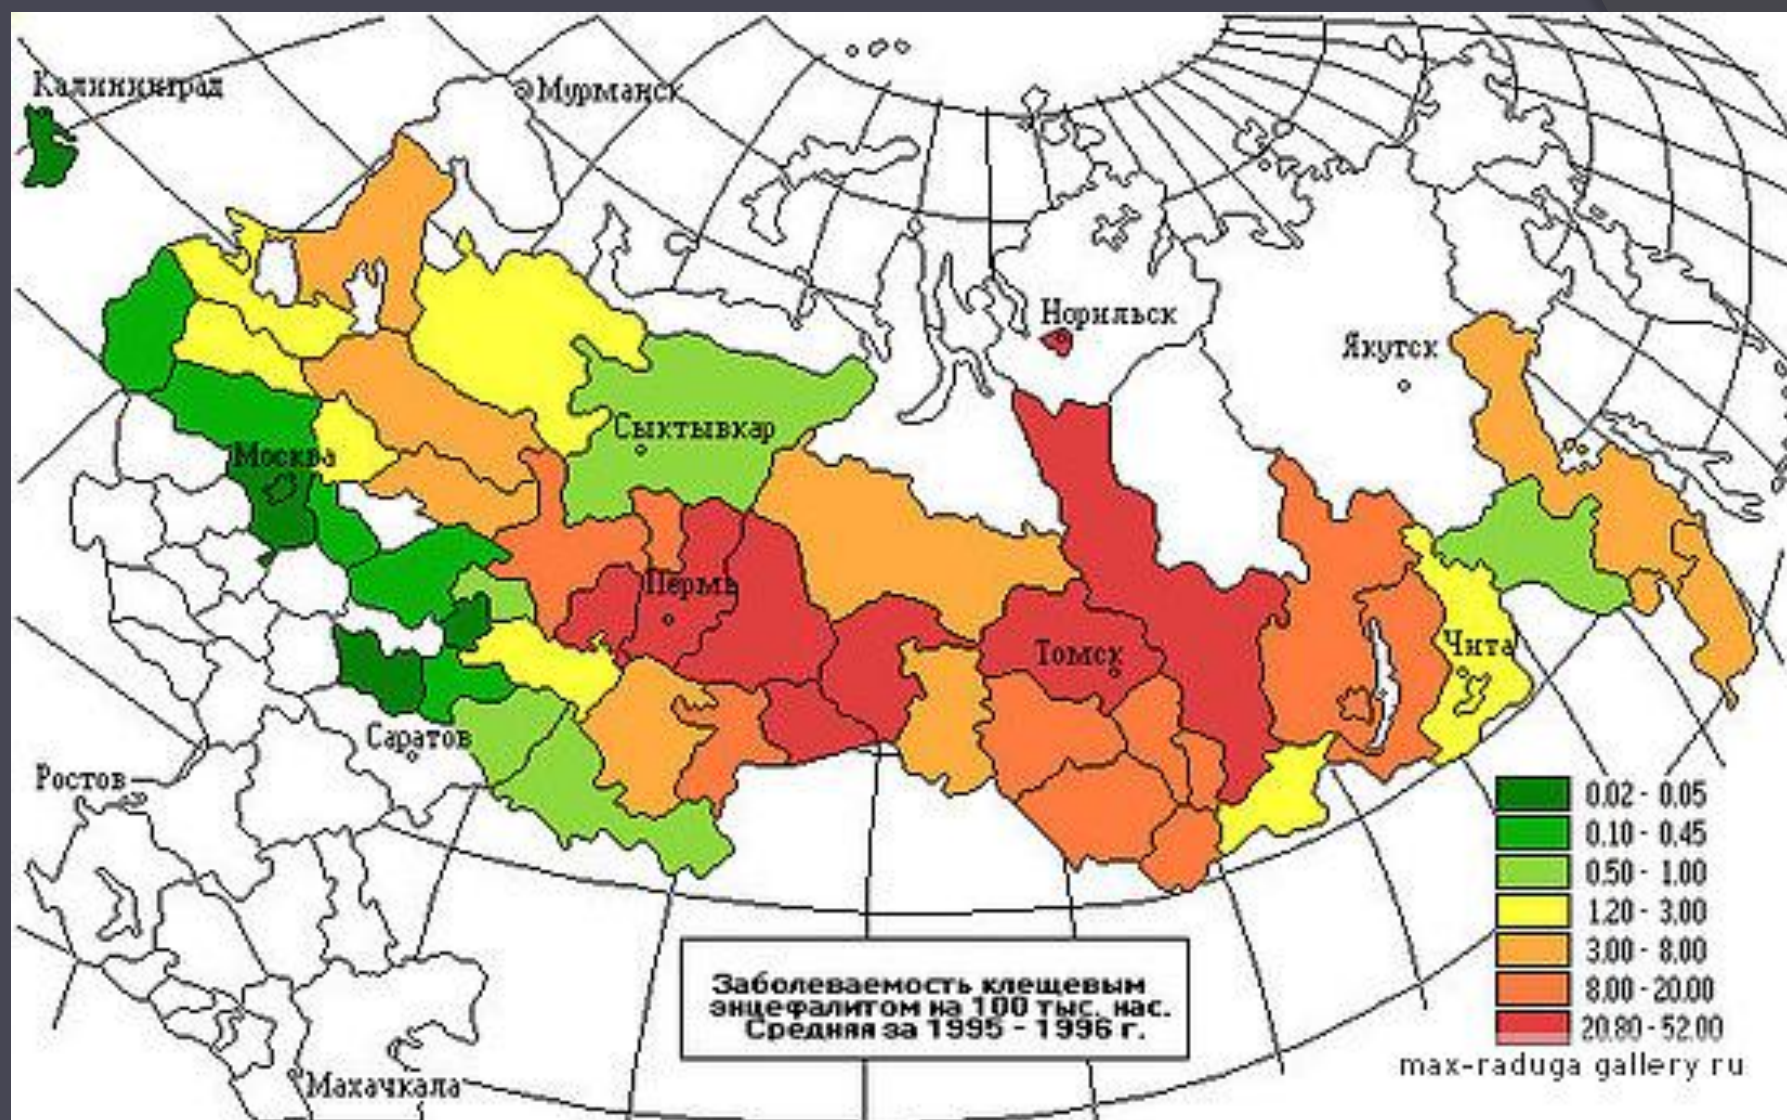 Калининград
Мурманск
Норильск
Якутск
Сыктывкар
Москва
Пермь
Томск
Чита
Саратов
Ростов
Махачкала
0.02 - 0.05
0.10 - 0.45
0.50 - 1.00
1.20 - 3.00
3.00 - 8.00
8.00 - 20.00
20.80 - 52.00
Заболеваемость клещевым
энцефалитом на 100 тыс. нас.
Средняя за 1995 - 1996 г.
max-raduga gallery ru